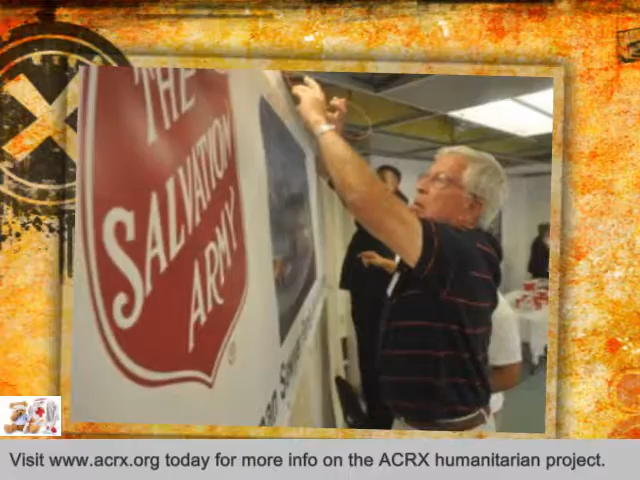 THE
SALVATION
ARMY
®
Visit www.acrx.org today for more info on the ACRX humanitarian project.